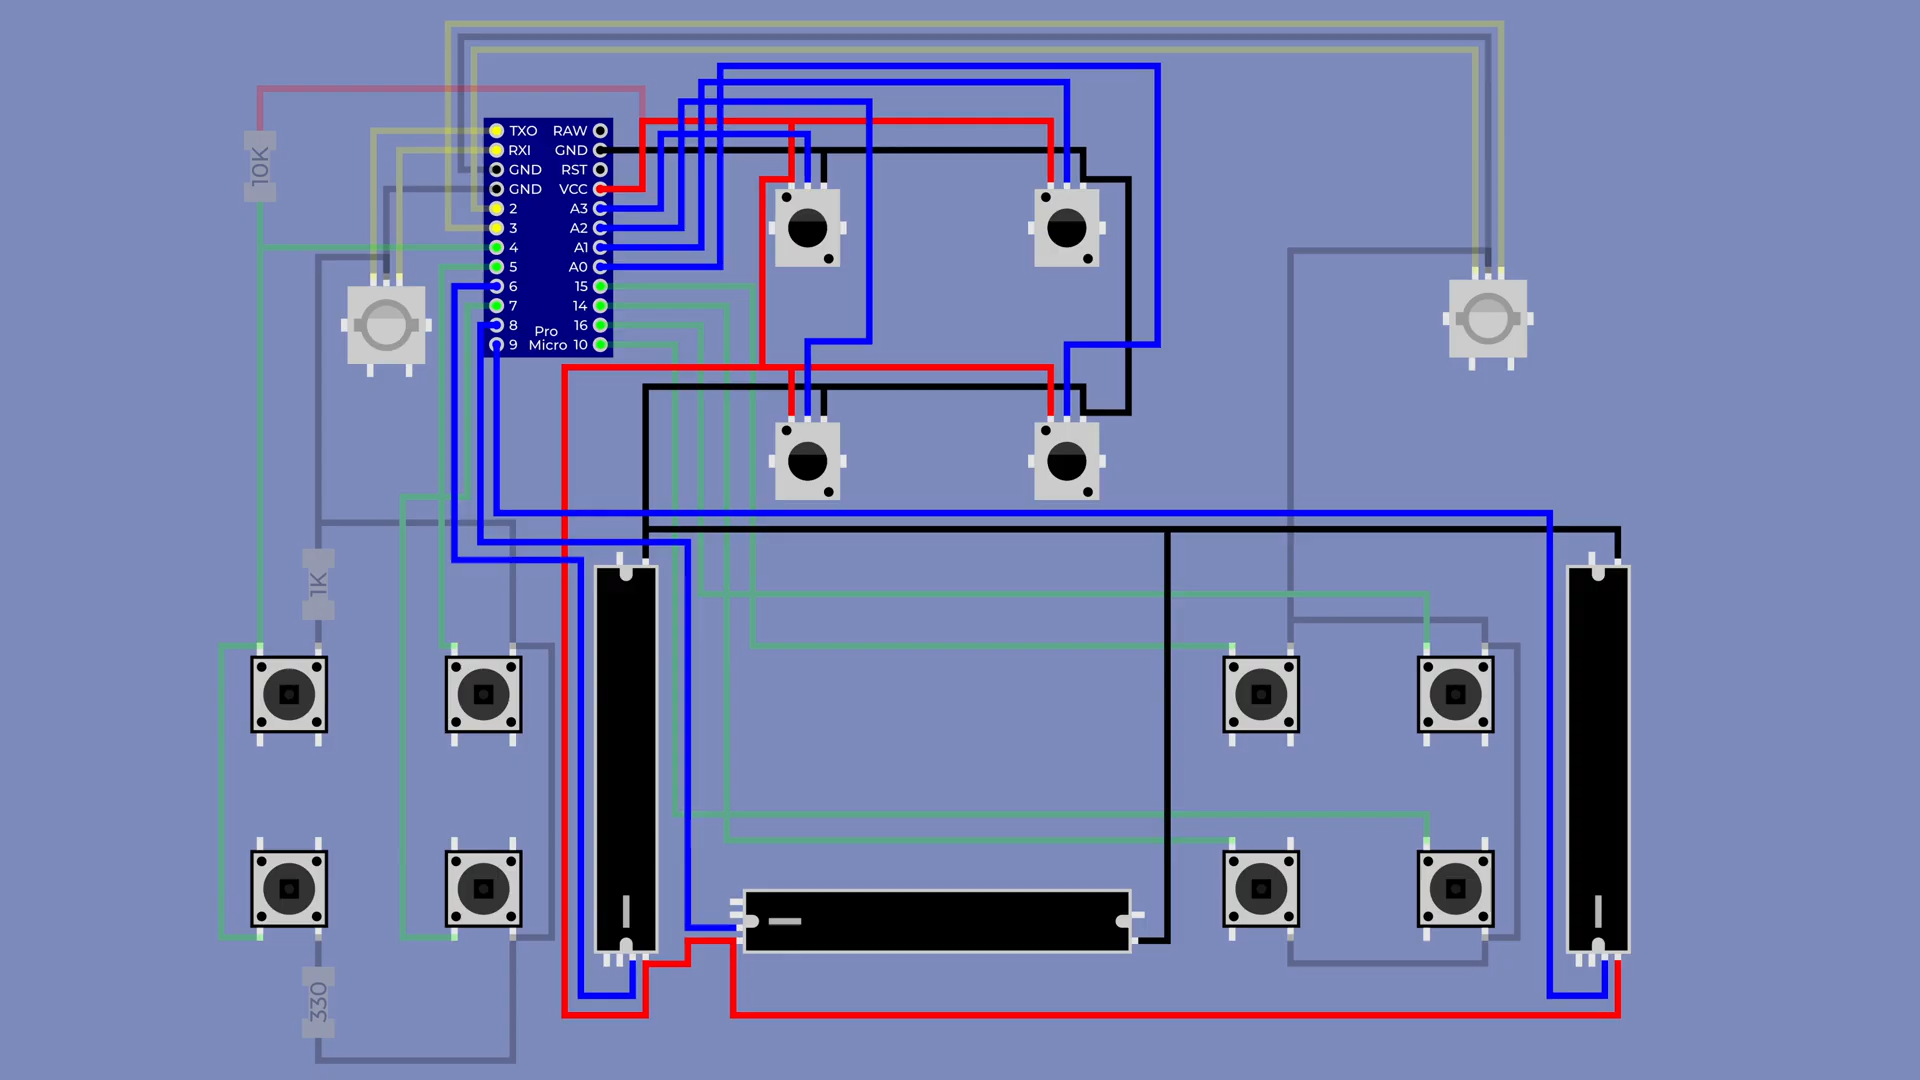 TXO RAW
RXI GND
GND RST
GND VCC
2 A3
3 A2
4 A1
5 A0
6 15
7 14
8 Pro 16
9 Micro 10
10K
1K
330